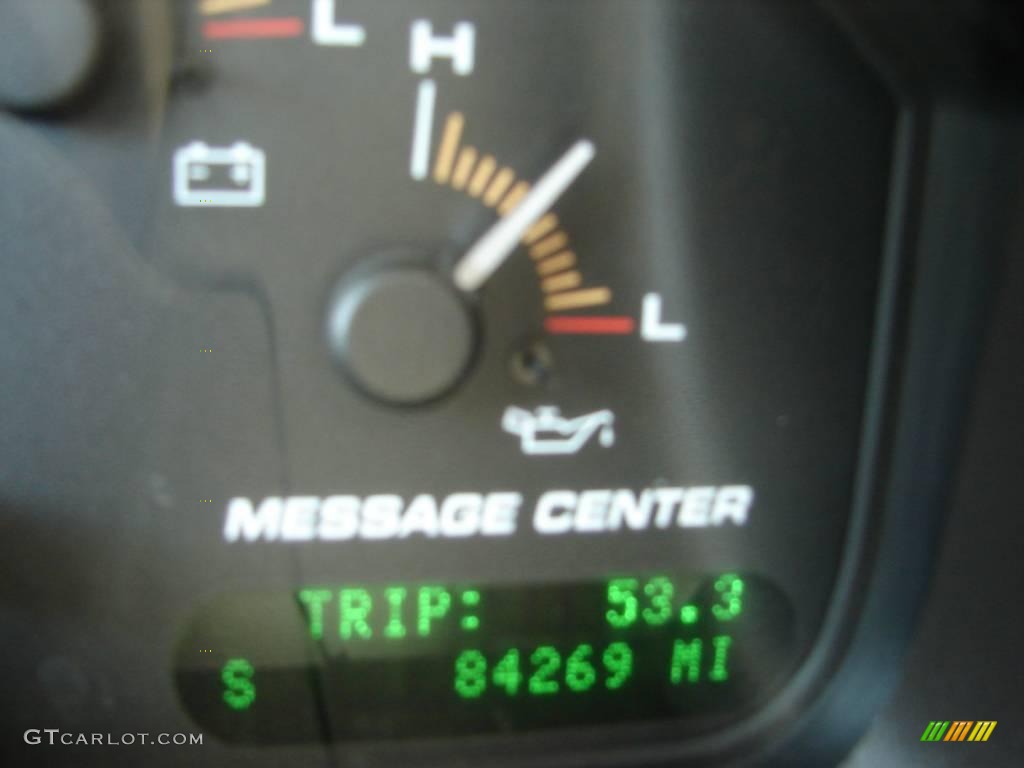 L
H
L
MESSAGE CENTER
TRIP: 53.3
S 84269 MI
GTCARLOT.COM